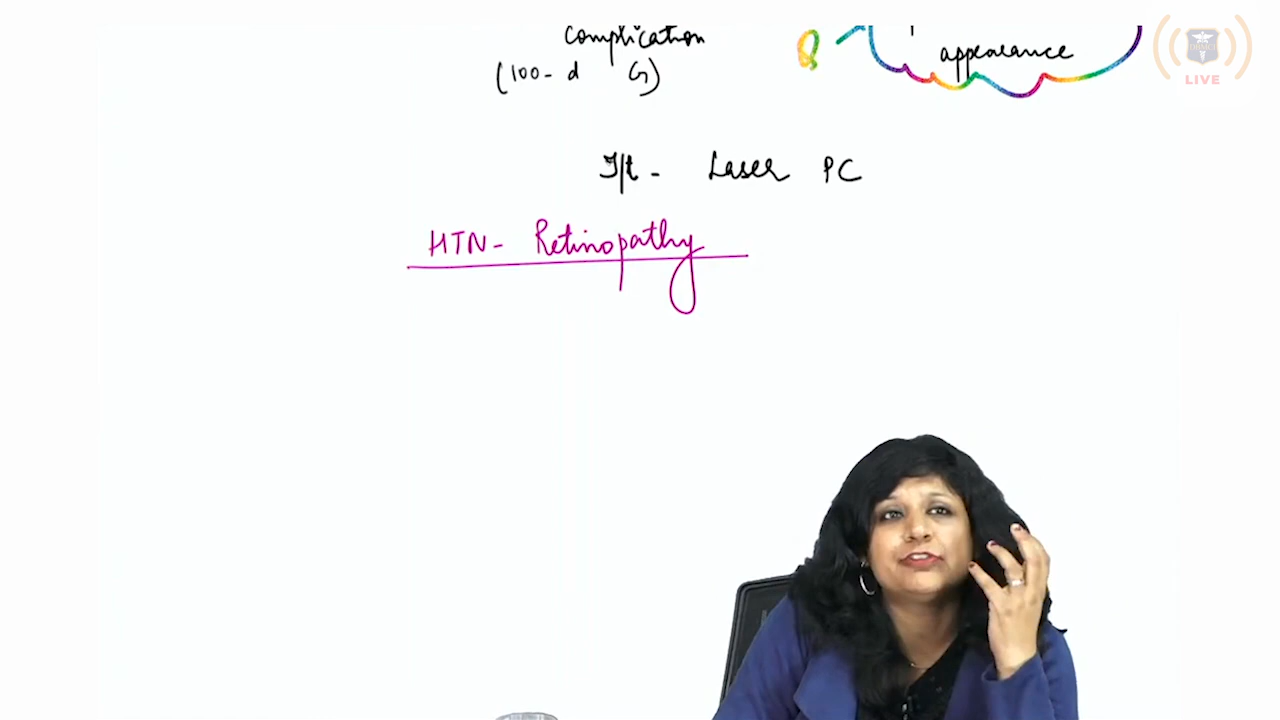 complication
(100-d G)
appearance
LIVE
T/t - Laser PC
HTN- Retinopathy